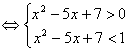 ⇔ { x² − 5x + 7 > 0
x² − 5x + 7 < 1